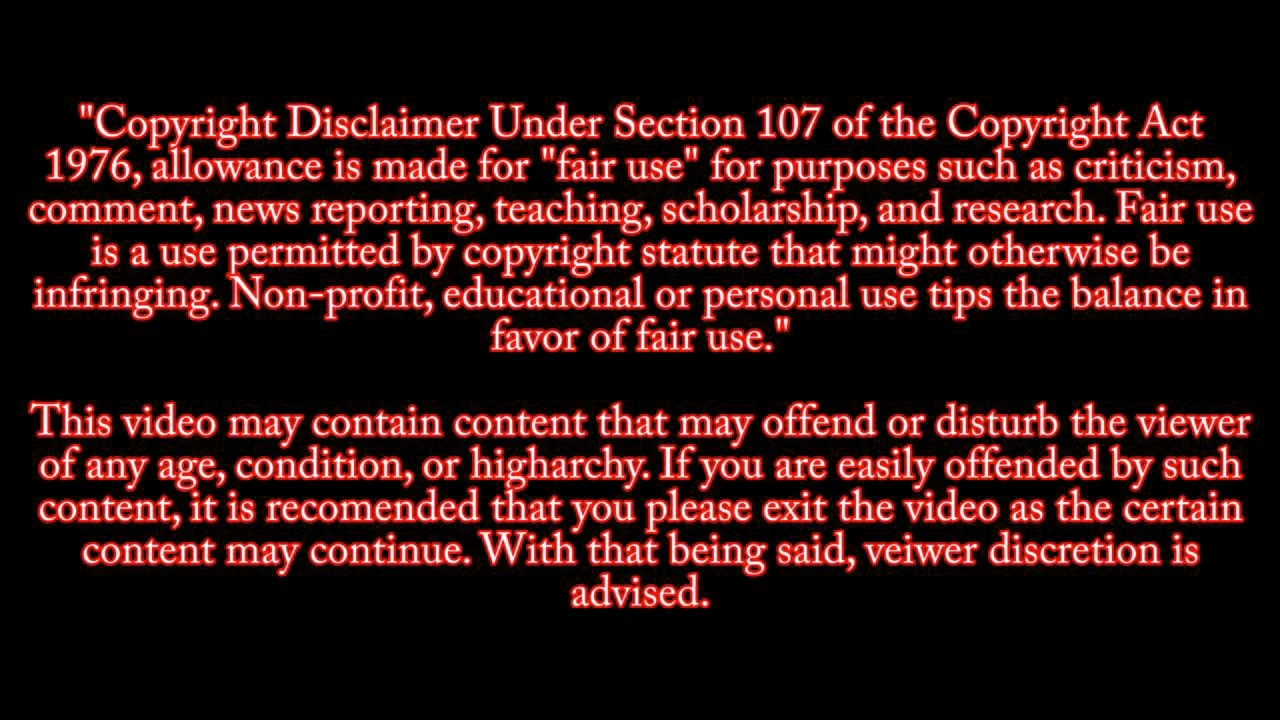 "Copyright Disclaimer Under Section 107 of the Copyright Act
1976, allowance is made for "fair use" for purposes such as criticism,
comment, news reporting, teaching, scholarship, and research. Fair use
is a use permitted by copyright statute that might otherwise be
infringing. Non-profit, educational or personal use tips the balance in
favor of fair use."
This video may contain content that may offend or disturb the viewer
of any age, condition, or higharchy. If you are easily offended by such
content, it is recomended that you please exit the video as the certain
content may continue. With that being said, veiwer discretion is
advised.